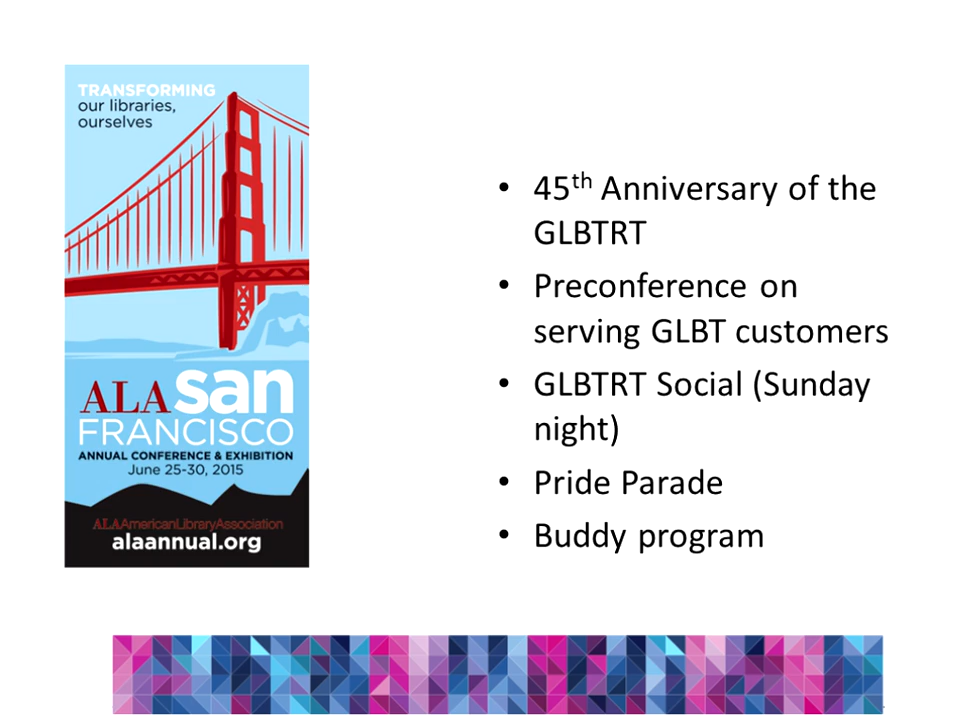 TRANSFORMING
our libraries,
ourselves
ALA san
FRANCISCO
ANNUAL CONFERENCE & EXHIBITION
June 25-30, 2015
ALAAmericanLibraryAssociation
alaannual.org
• 45th Anniversary of the
GLBTRT
• Preconference on
serving GLBT customers
• GLBTRT Social (Sunday
night)
• Pride Parade
• Buddy program